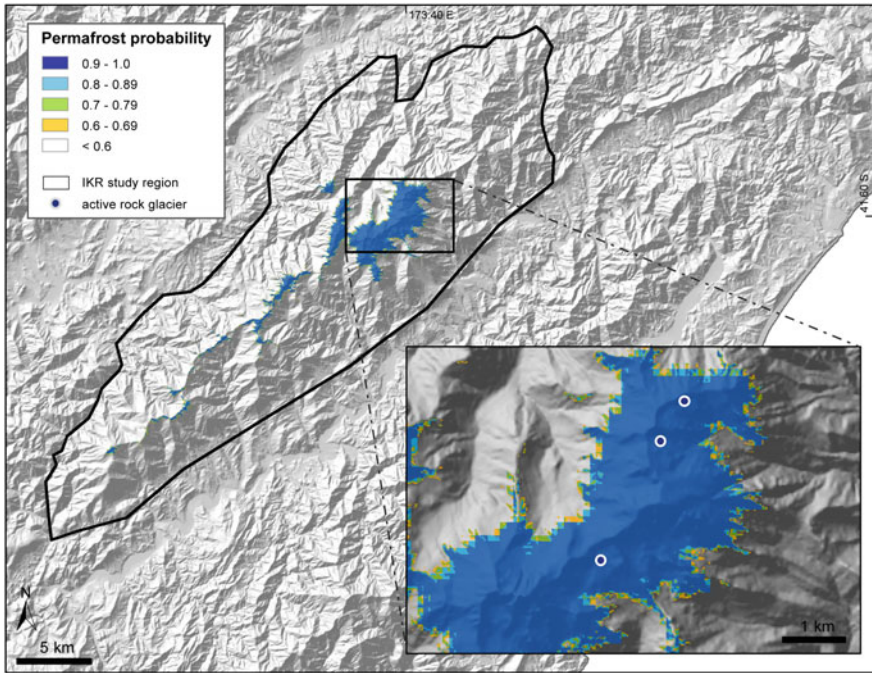 173.40 E
Permafrost probability
0.9 - 1.0
0.8 - 0.89
0.7 - 0.79
0.6 - 0.69
< 0.6
IKR study region
active rock glacier
41.60 S
N
5 km
1 km